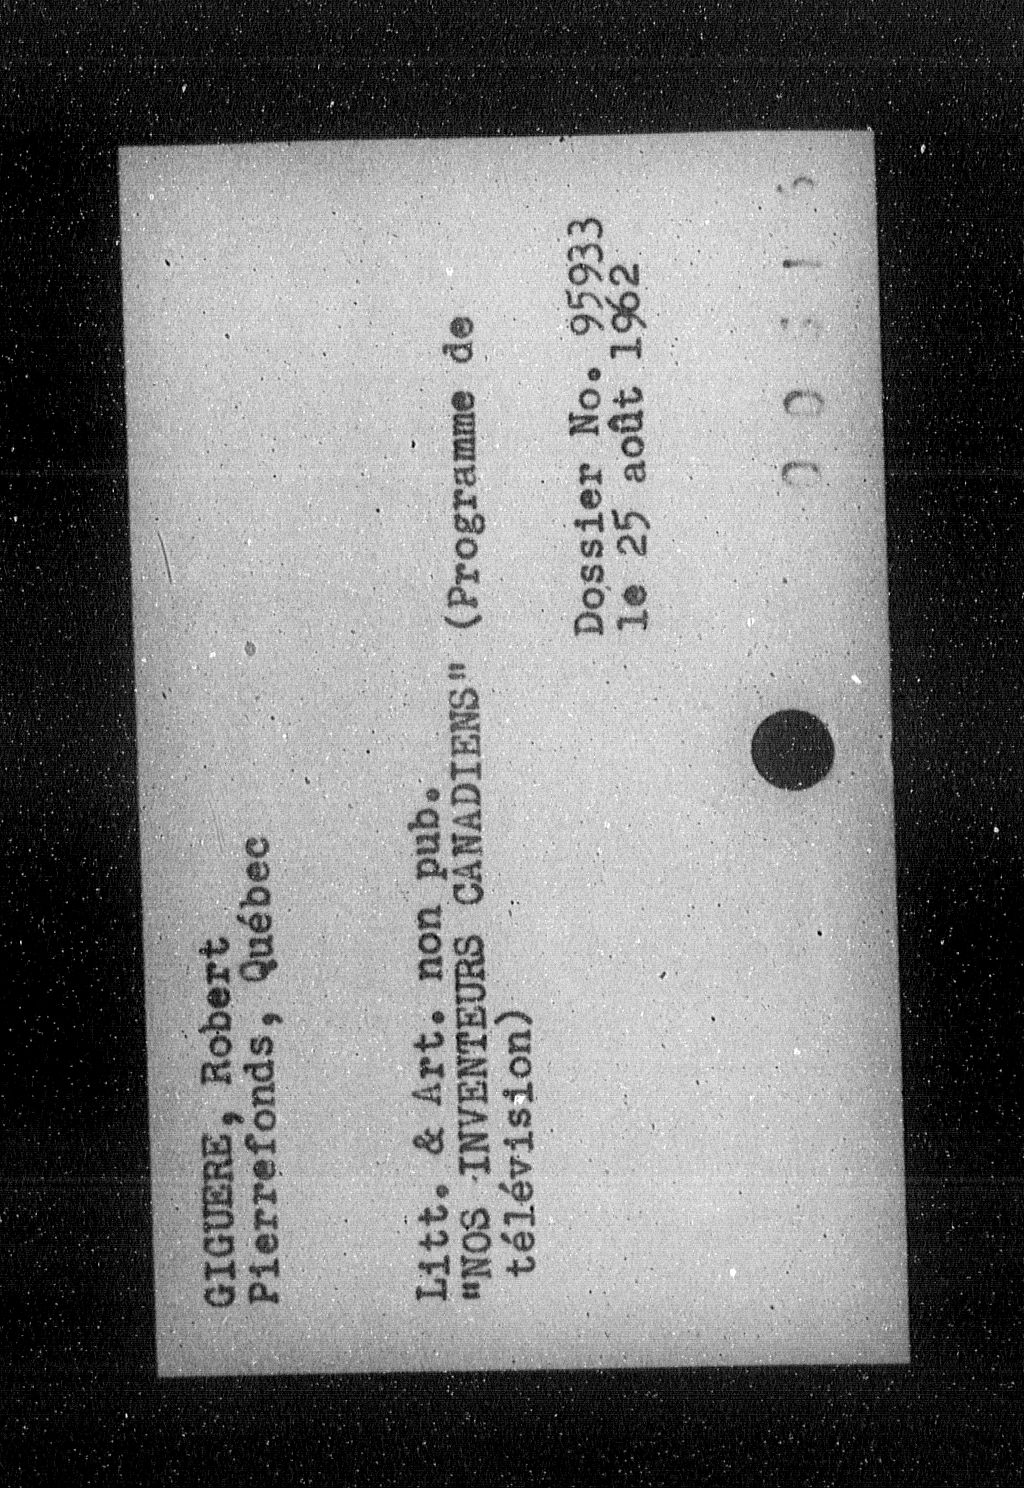 GIGUERE, Robert
Pierrefonds, Québec
Litt. & Art. non pub.
"NOS INVENTEURS CANADIENS" (Programme de
télévision)
Dossier No. 95933
le 25 août 1962